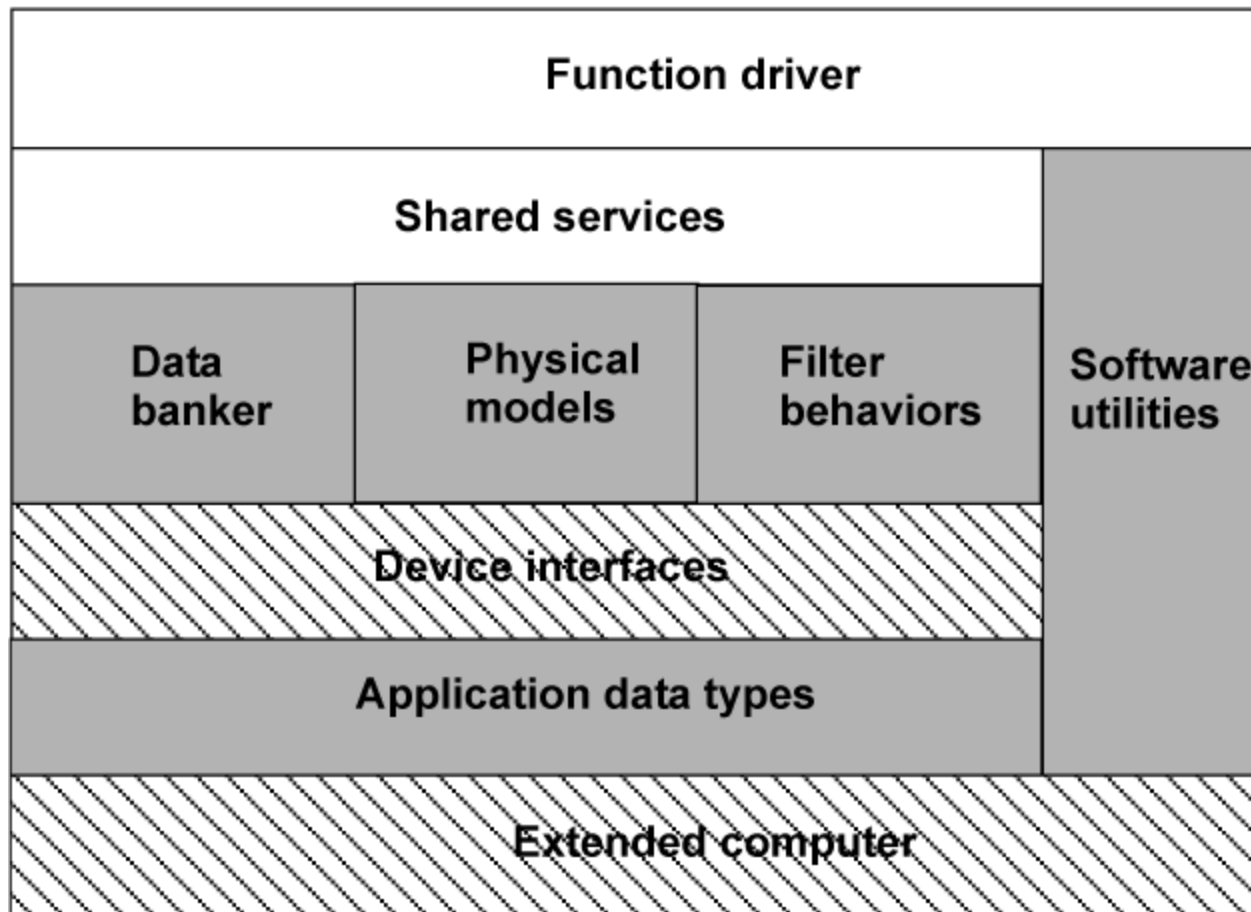 Function driver
Shared services
Data
banker
Physical
models
Filter
behaviors
Software
utilities
Device interfaces
Application data types
Extended computer